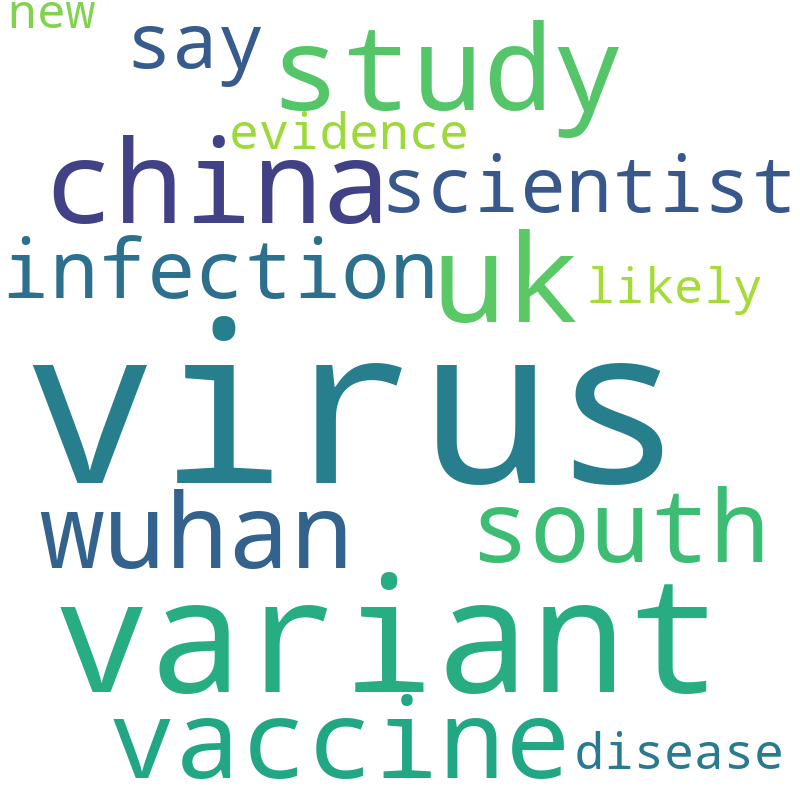 new
say
study
evidence
china
scientist
infection
uk
likely
virus
wuhan
south
variant
vaccine
disease